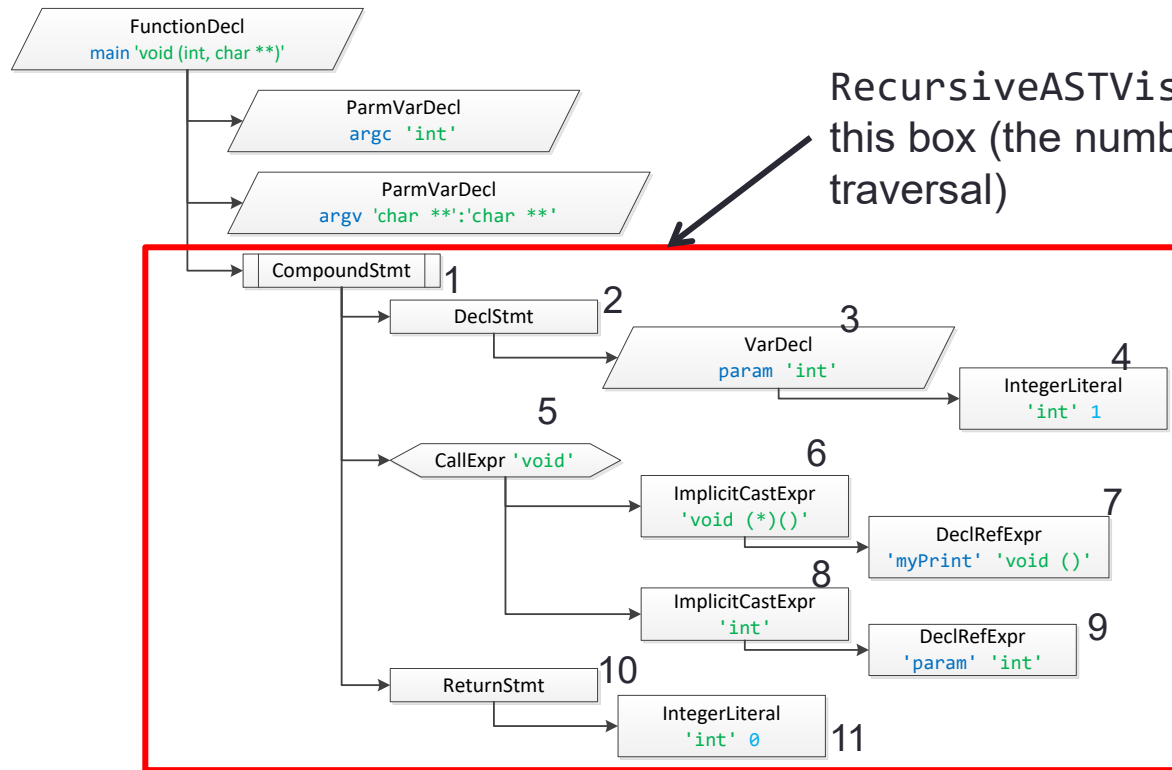 FunctionDecl
main 'void (int, char **)'
ParmVarDecl
argc 'int'
this box (the
traversal)
ParmVarDecl
argv 'char **':'char **'
CompoundStmt
1
DeclStmt
2
3
VarDecl
param 'int'
4
IntegerLiteral
'int' 1
5
CallExpr 'void'
6
ImplicitCastExpr
'void (*)()'
7
DeclRefExpr
'myPrint' 'void ()'
8
ImplicitCastExpr
'int'
9
DeclRefExpr
'param' 'int'
10
ReturnStmt
IntegerLiteral
'int' 0
11